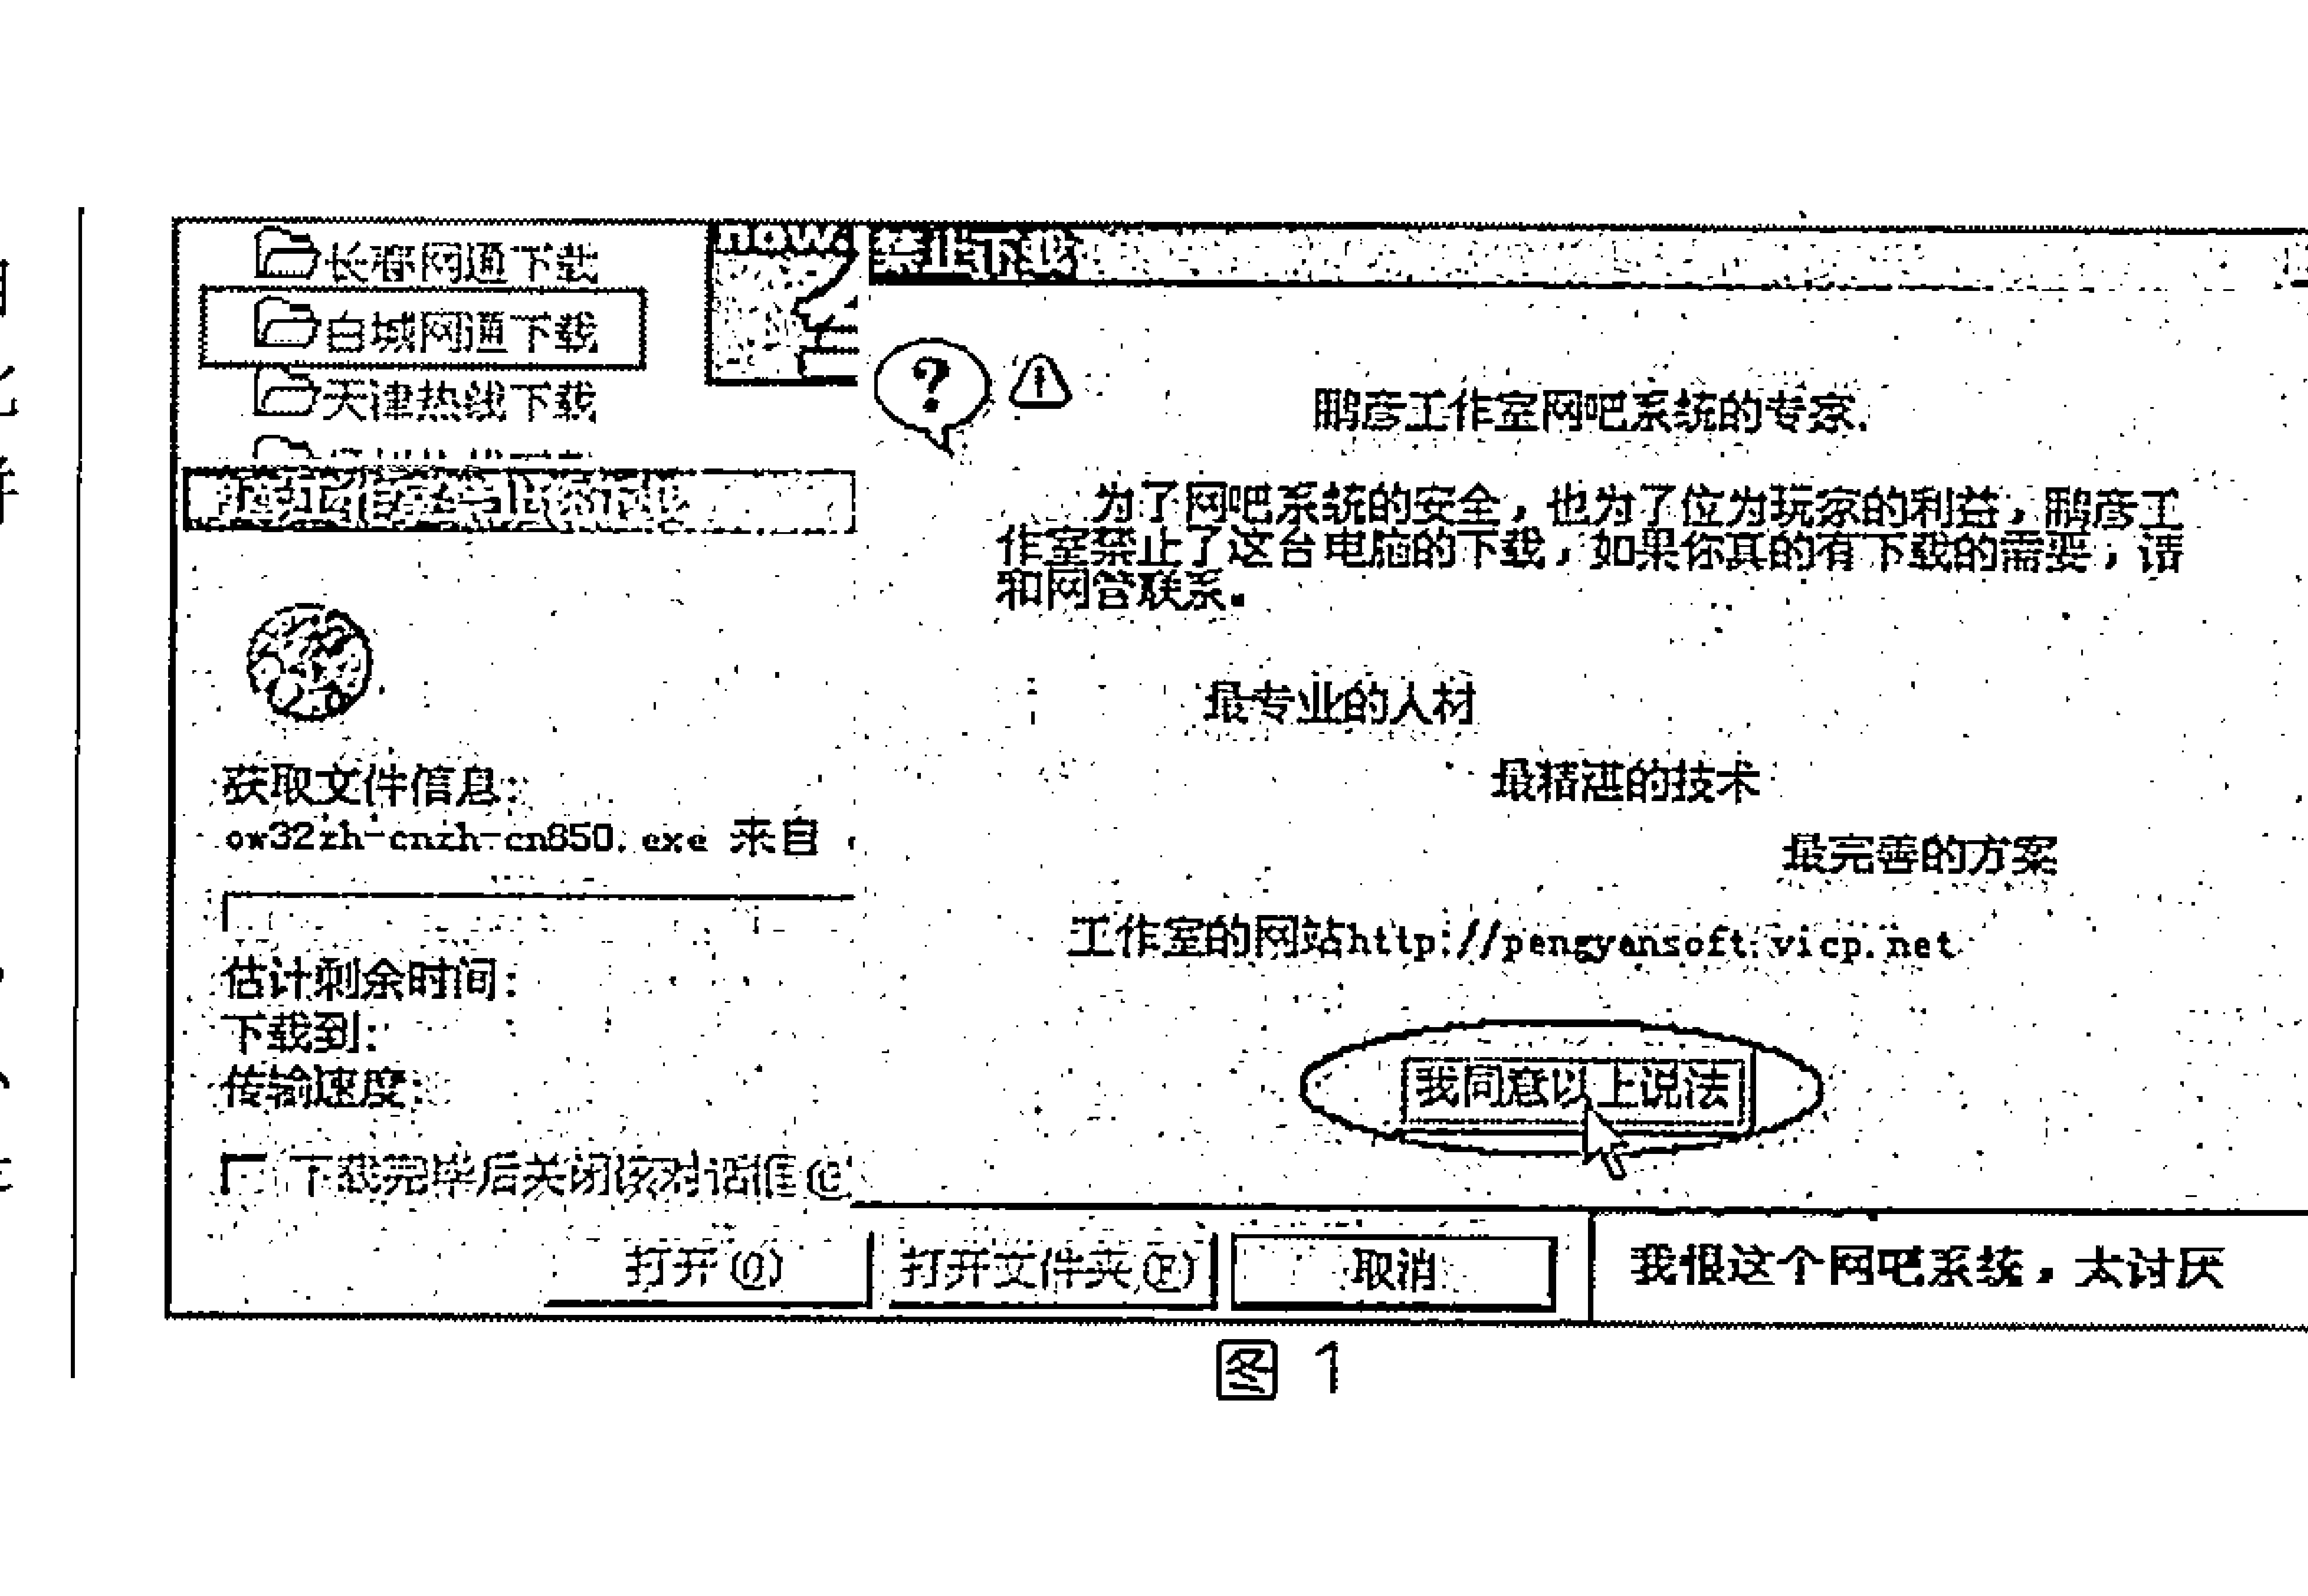 长春网通下载
白城网通下载
天津热线下载
now.
禁止下载
鹏彦工作室网吧系统的专家.
为了网吧系统的安全，也为了位为玩家的利益，鹏彦工
作室禁止了这台电脑的下载，如果你真的有下载的需要，请
和网管联系。
最专业的人材
最精湛的技术
最完善的方案
工作室的网站http://pengyansoft.vicp.net
我同意以上说法
获取文件信息:
ow32zh-cnzh-cn850.exe 来自
估计剩余时间:
下载到:
传输速度:
下载完毕后关闭该对话框(C
打开(O)
打开文件夹(F)
取消
我恨这个网吧系统，太讨厌
图 1